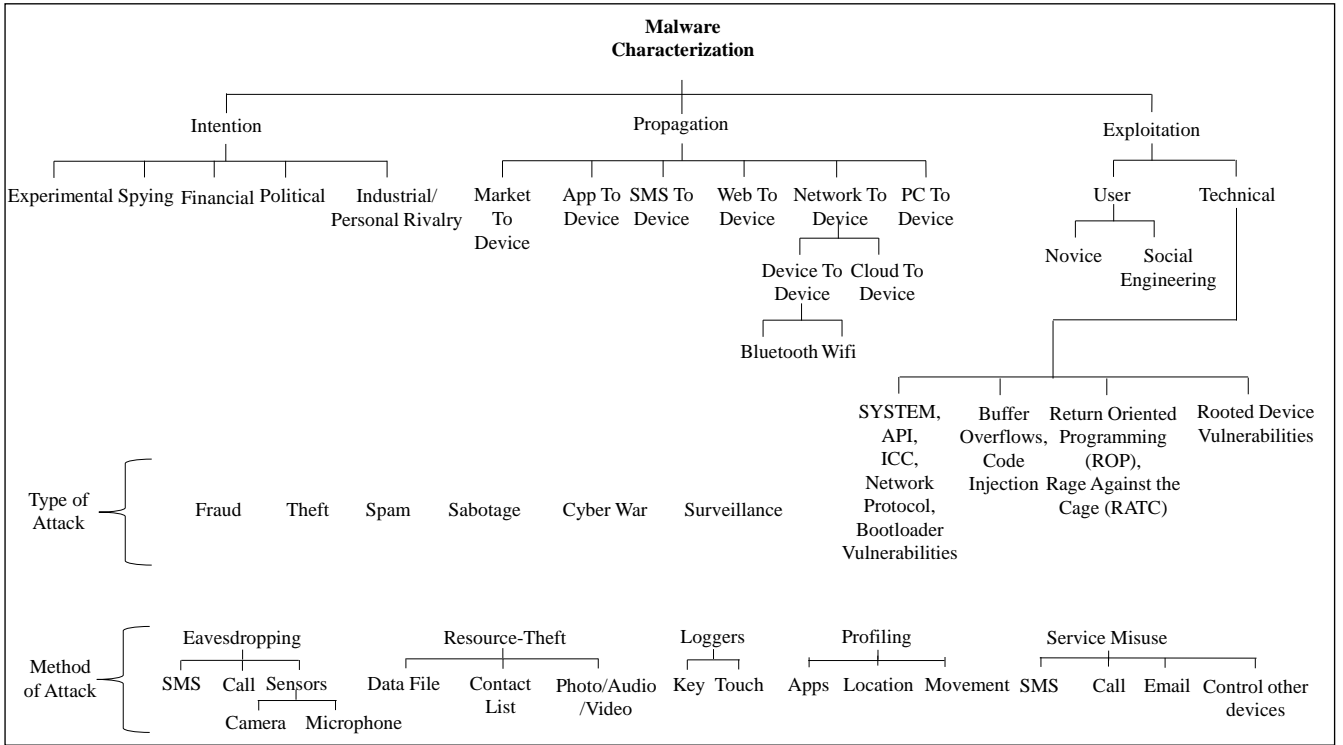 Malware
Characterization
Intention
Propagation
Exploitation
Experimental
Spying
Financial
Political
Industrial/
Personal Rivalry
Market
To
Device
App To
Device
SMS To
Device
Web To
Device
Network To
Device
PC To
Device
User
Technical
Novice
Social
Engineering
Device To
Device
Cloud To
Device
Bluetooth
Wifi
SYSTEM,
API,
ICC,
Network
Protocol,
Bootloader
Vulnerabilities
Buffer
Overflows,
Code
Injection
Return Oriented
Programming
(ROP),
Rage Against the
Cage (RATC)
Rooted Device
Vulnerabilities
Type of
Attack
Fraud
Theft
Spam
Sabotage
Cyber War
Surveillance
Method
of Attack
Eavesdropping
SMS
Call
Sensors
Camera
Microphone
Resource-Theft
Data File
Contact
List
Photo/Audio
/Video
Loggers
Key
Touch
Profiling
Apps
Location
Movement
Service Misuse
SMS
Call
Email
Control other
devices